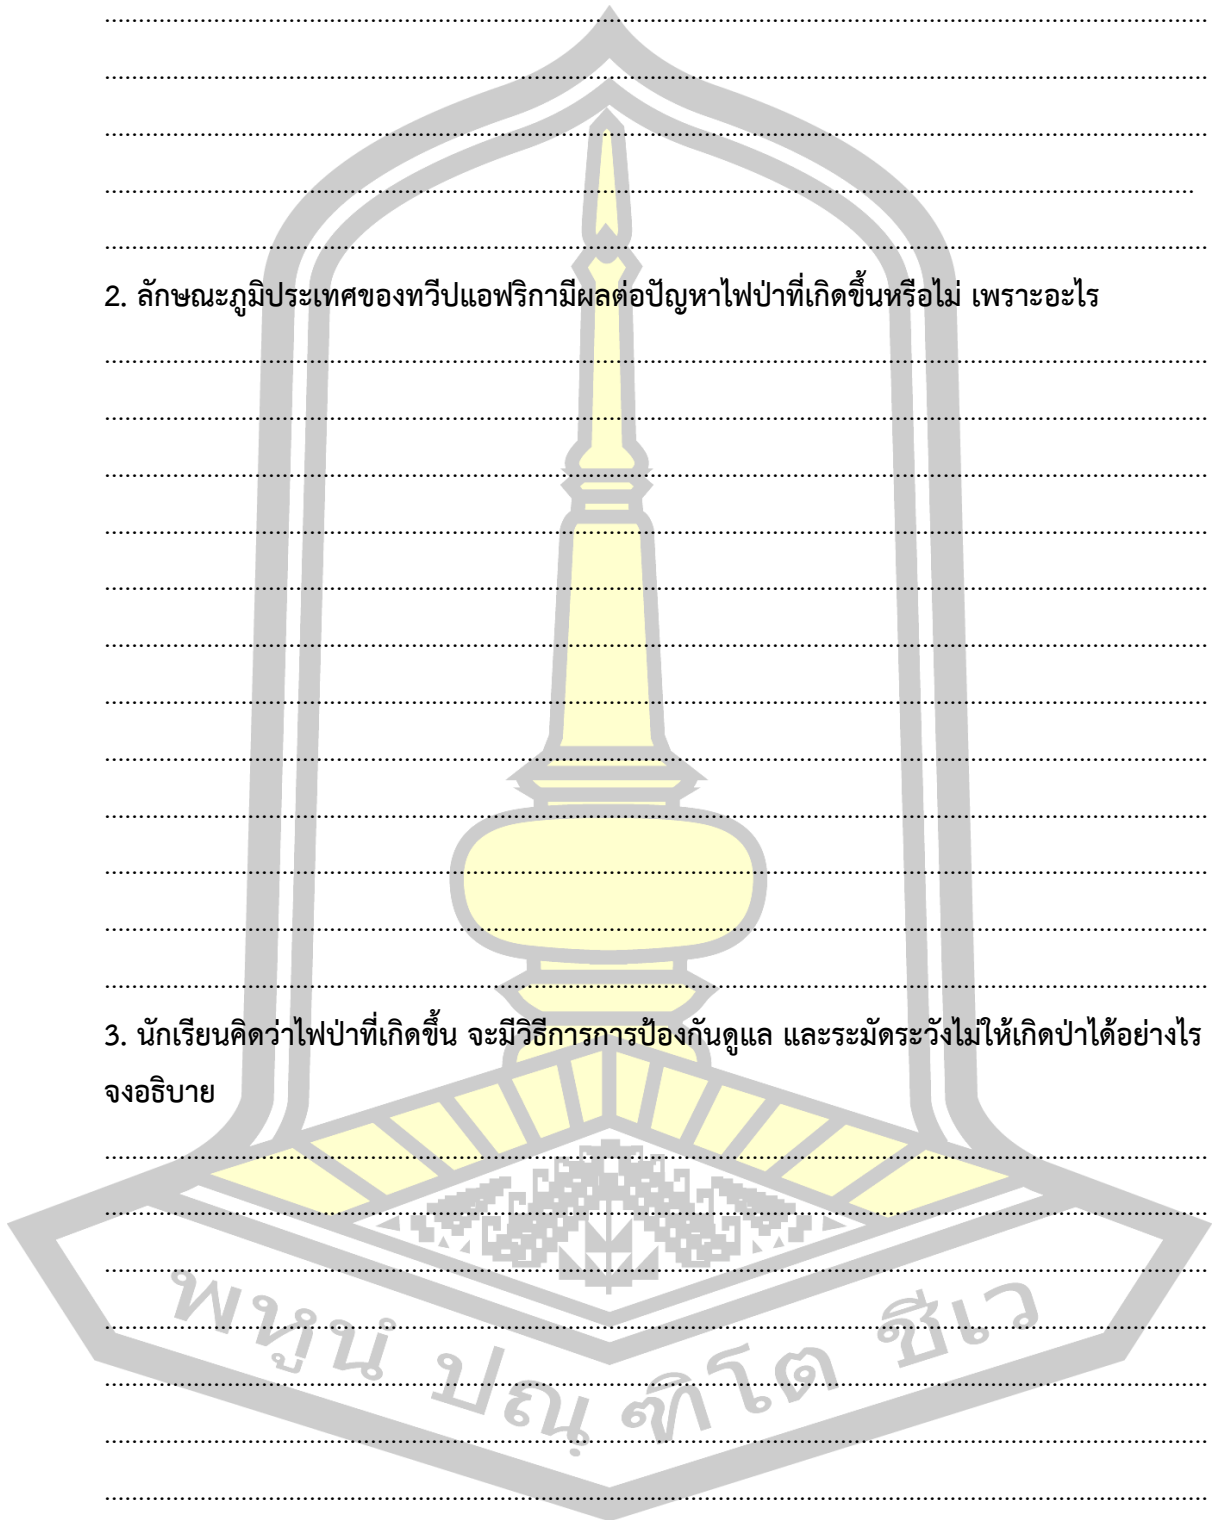 2. ลักษณะภูมิประเทศของทวีปแอฟริกามีผลต่อปัญหาไฟป่าที่เกิดขึ้นหรือไม่ เพราะอะไร
3. นักเรียนคิดว่าไฟป่าที่เกิดขึ้น จะมีวิธีการการป้องกันดูแล และระมัดระวังไม่ให้เกิดป่าได้อย่างไร
จงอธิบาย
พหูนํ ปณฺฑิโต ชีเว